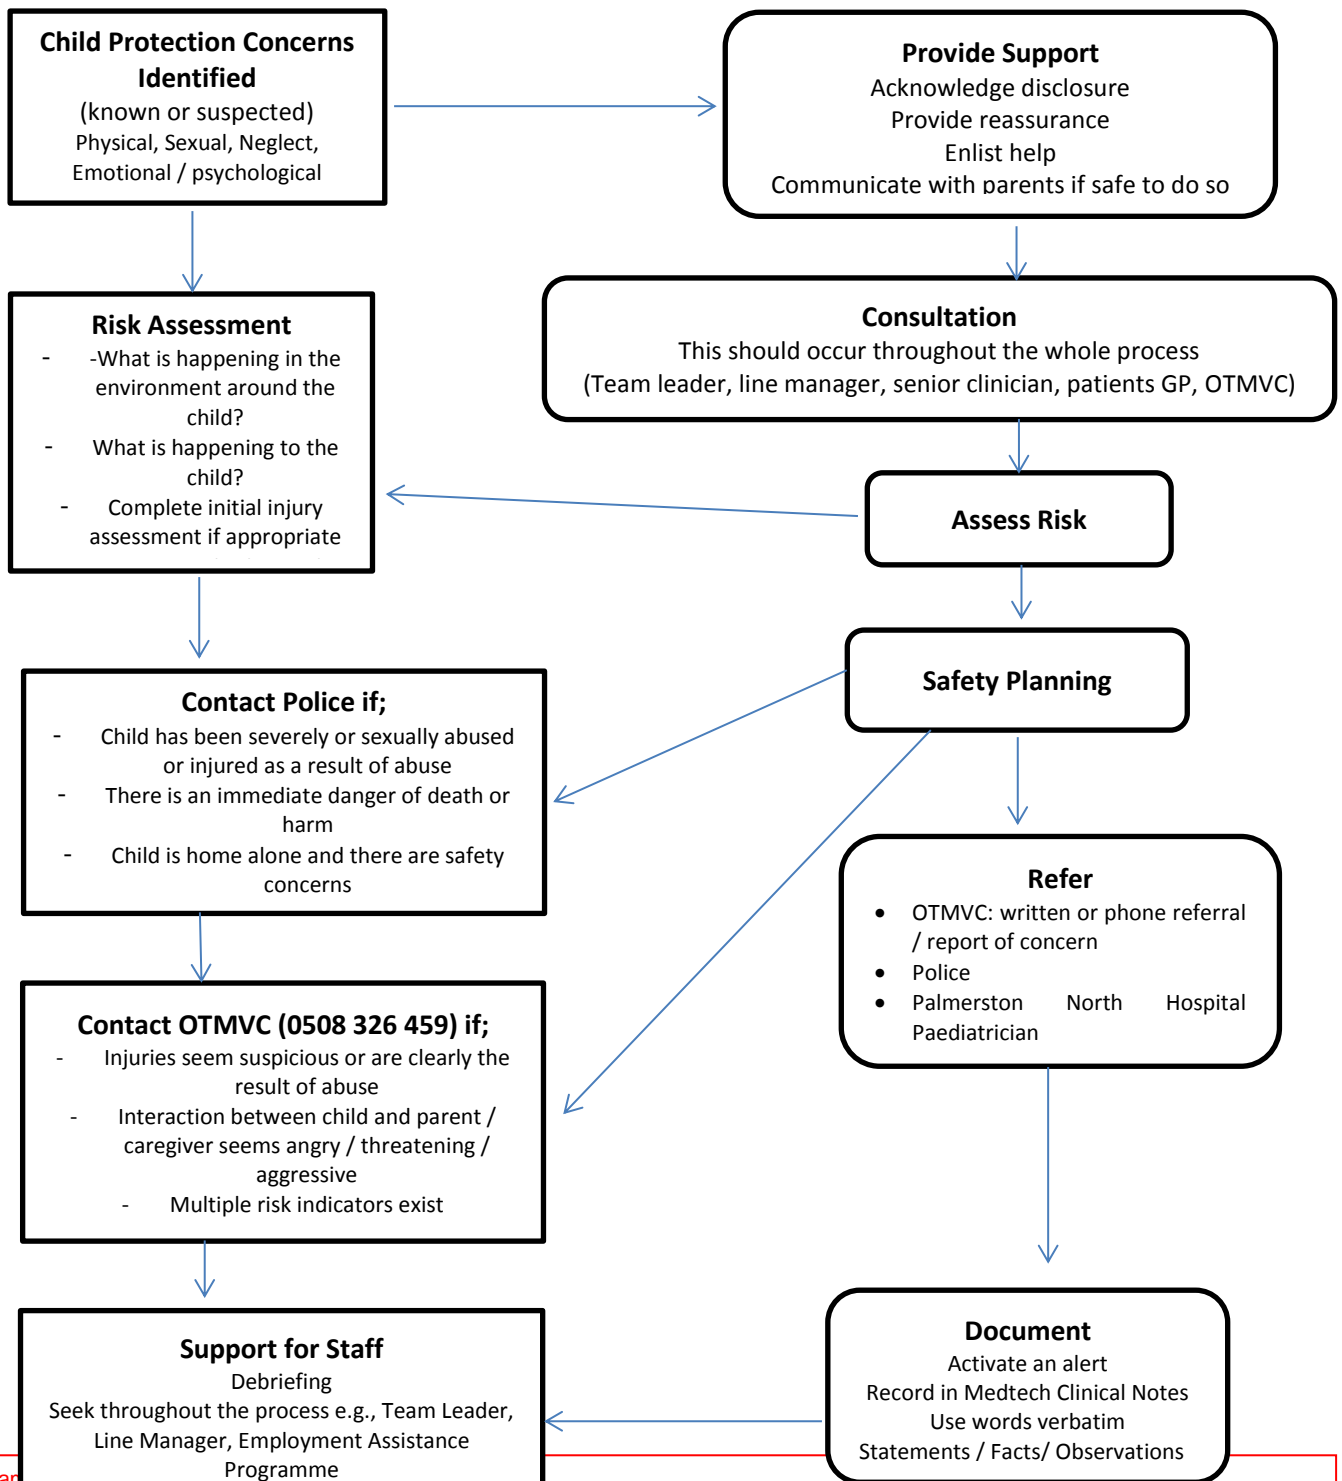 Child Protection Concerns
Identified
(known or suspected)
Physical, Sexual, Neglect,
Emotional / psychological
Provide Support
Acknowledge disclosure
Provide reassurance
Enlist help
Communicate with parents if safe to do so
Risk Assessment
- -What is happening in the
environment around the
child?
- What is happening to the
child?
- Complete initial injury
assessment if appropriate
Consultation
This should occur throughout the whole process
(Team leader, line manager, senior clinician, patients GP, OTMVC)
Assess Risk
Safety Planning
Contact Police if;
- Child has been severely or sexually abused
or injured as a result of abuse
- There is an immediate danger of death or
harm
- Child is home alone and there are safety
concerns
Refer
• OTMVC: written or phone referral
/ report of concern
• Police
• Palmerston North Hospital
Paediatrician
Contact OTMVC (0508 326 459) if;
- Injuries seem suspicious or are clearly the
result of abuse
- Interaction between child and parent /
caregiver seems angry / threatening /
aggressive
- Multiple risk indicators exist
Support for Staff
Debriefing
Seek throughout the process e.g., Team Leader,
Line Manager, Employment Assistance
Programme
Document
Activate an alert
Record in Medtech Clinical Notes
Use words verbatim
Statements / Facts/ Observations